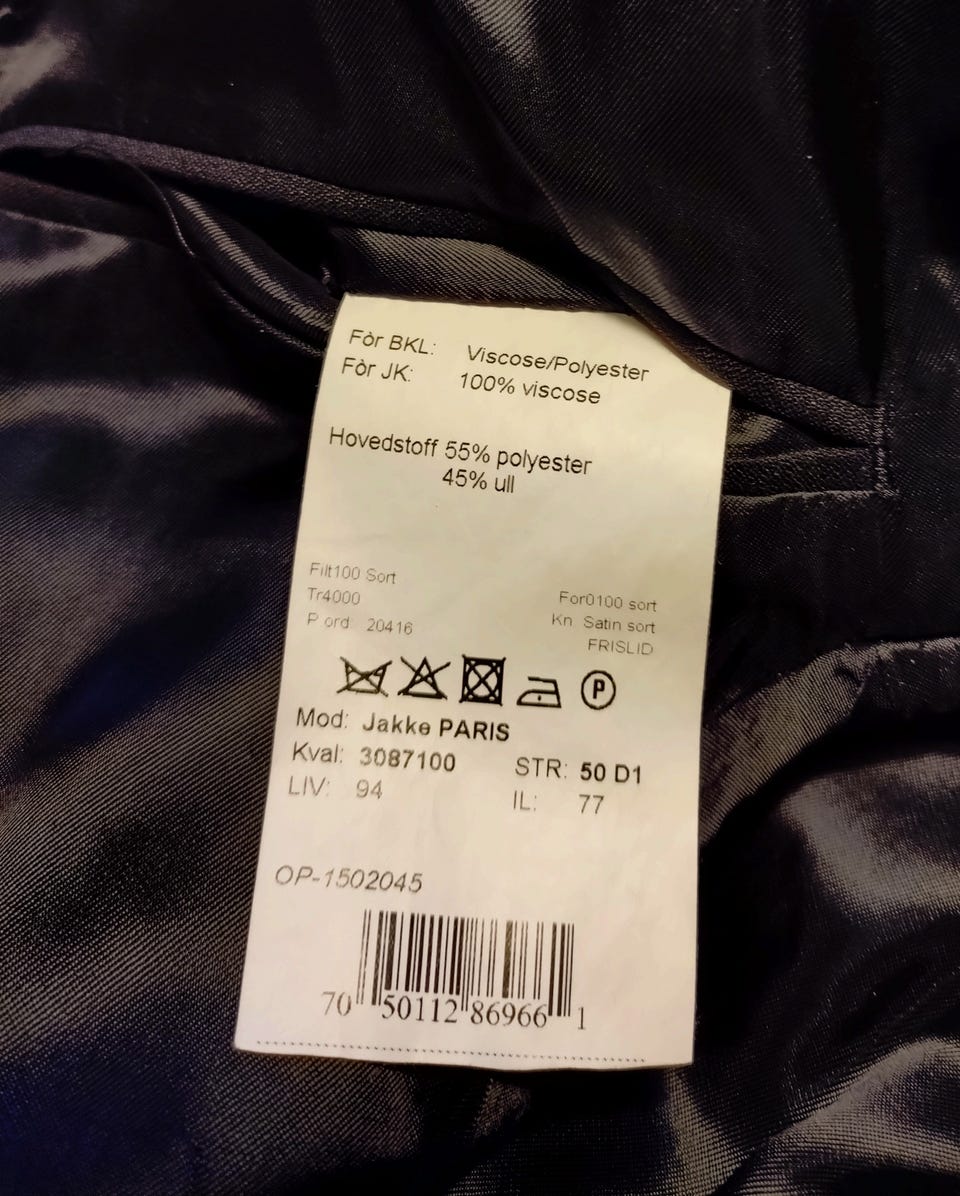 Fòr BKL: Viscose/Polyester
Fòr JK: 100% viscose
Hovedstoff 55% polyester
45% ull
Filt100 Sort
Tr4000 For0100 sort
P ord: 20416 Kn Satin sort
FRISLID
P
Mod: Jakke PARIS
Kval: 3087100 STR: 50 D1
LIV: 94 IL: 77
OP-1502045
70 50112 86966 1